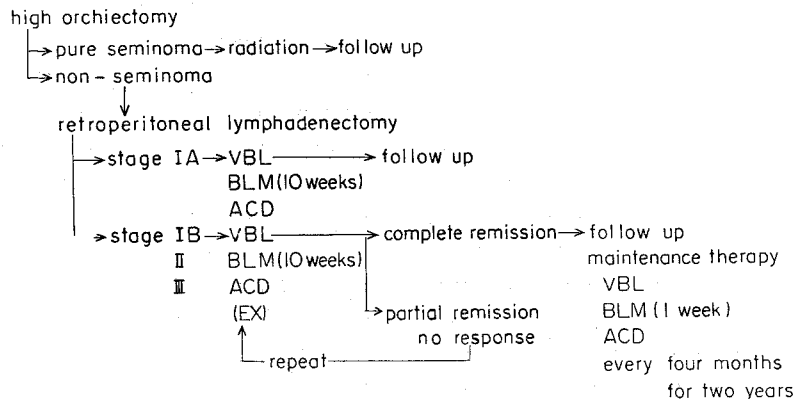 high orchiectomy
pure seminoma→radiation→follow up
non-seminoma
retroperitoneal lymphadenectomy
stage IA→VBL→follow up
BLM(10 weeks)
ACD
stage IB→VBL→complete remission→follow up
II BLM(10weeks) maintenance therapy
III ACD VBL
(EX) partial remission BLM(1 week)
no response ACD
repeat every four months
for two years